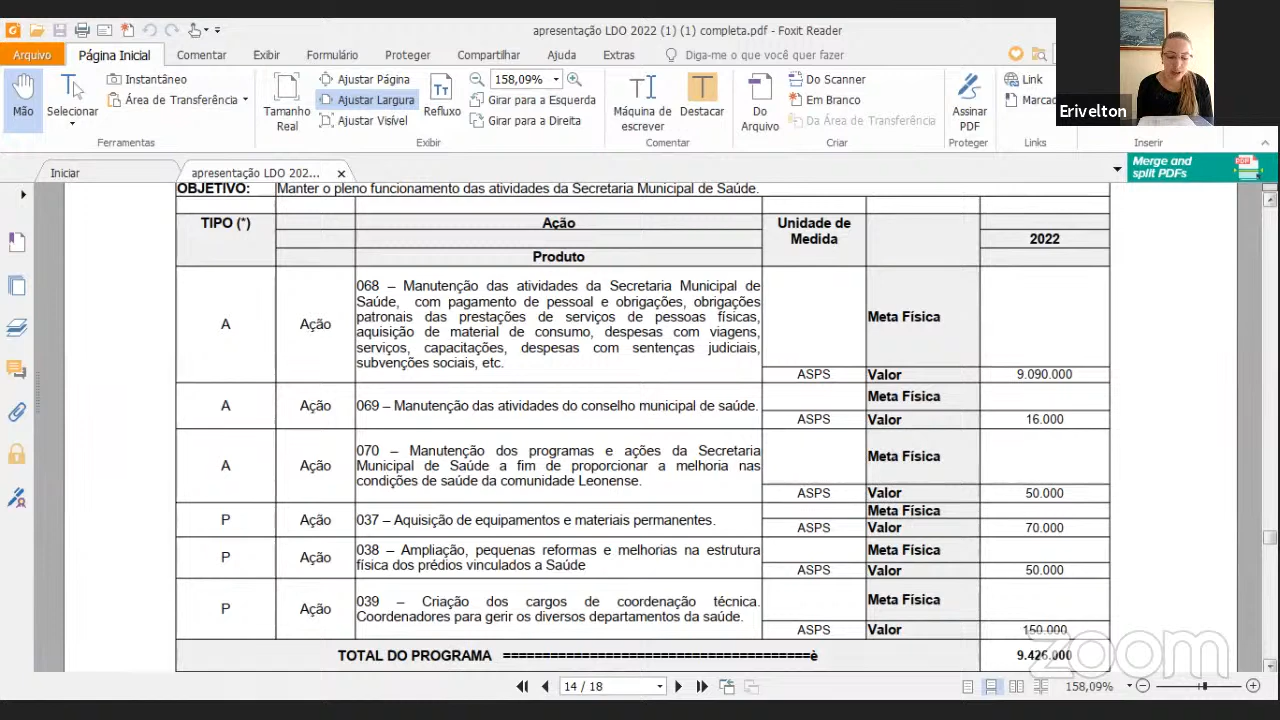 apresentação LDO 2022 (1) (1) completa.pdf - Foxit Reader
Arquivo Página Inicial Comentar Exibir Formulário Proteger Compartilhar Ajuda Extras Diga-me o que você quer fazer
Mão
Selecionar
Instantâneo
Área de Transferência
Ferramentas
Tamanho
Real
Ajustar Página
Ajustar Largura
Ajustar Visível
Refluxo
158,09%
Girar para a Esquerda
Girar para a Direita
Exibir
Máquina de
escrever
Destacar
Comentar
Do
Arquivo
Do Scanner
Em Branco
Da Área de Transferência
Criar
Assinar
PDF
Proteger
Link
Marcad
Links
Inserir
Erivelton
Iniciar
apresentação LDO 202...
Merge and
split PDFs
OBJETIVO: Manter o pleno funcionamento das atividades da Secretaria Municipal de Saúde.
TIPO (*) Ação Unidade de
Medida
2022
Produto
A Ação
068 – Manutenção das atividades da Secretaria Municipal de
Saúde, com pagamento de pessoal e obrigações, obrigações
patronais das prestações de serviços de pessoas físicas,
aquisição de material de consumo, despesas com viagens,
serviços, capacitações, despesas com sentenças judiciais,
subvenções sociais, etc.
Meta Física
ASPS Valor 9.090.000
A Ação 069 – Manutenção das atividades do conselho municipal de saúde.
Meta Física
ASPS Valor 16.000
A Ação
070 – Manutenção dos programas e ações da Secretaria
Municipal de Saúde a fim de proporcionar a melhoria nas
condições de saúde da comunidade Leonense.
Meta Física
ASPS Valor 50.000
P Ação 037 – Aquisição de equipamentos e materiais permanentes.
Meta Física
ASPS Valor 70.000
P Ação
038 – Ampliação, pequenas reformas e melhorias na estrutura
física dos prédios vinculados a Saúde
Meta Física
ASPS Valor 50.000
P Ação
039 – Criação dos cargos de coordenação técnica.
Coordenadores para gerir os diversos departamentos da saúde.
Meta Física
ASPS Valor 150.000
TOTAL DO PROGRAMA =======================================è 9.426.000
zoom
14 / 18
158,09%